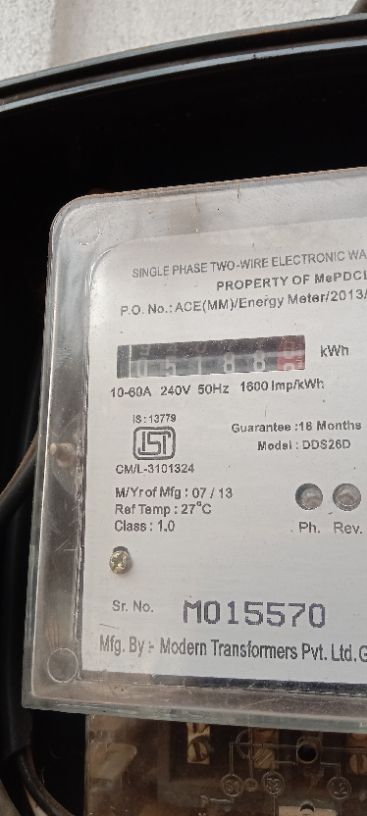 SINGLE PHASE TWO-WIRE ELECTRONIC WA
PROPERTY OF MePDCL
P.O. No.: ACE(MM)/Energy Meter/2013/
kWh
10-60A 240V 50Hz 1600 Imp/kWh
IS : 13779
ISI
CM/L-3101324
Guarantee :18 Months
Model : DDS26D
M/Yr of Mfg : 07 / 13
Ref Temp : 27°C
Class : 1.0
Ph. Rev.
Sr. No. M015570
Mfg. By :- Modern Transformers Pvt. Ltd. G